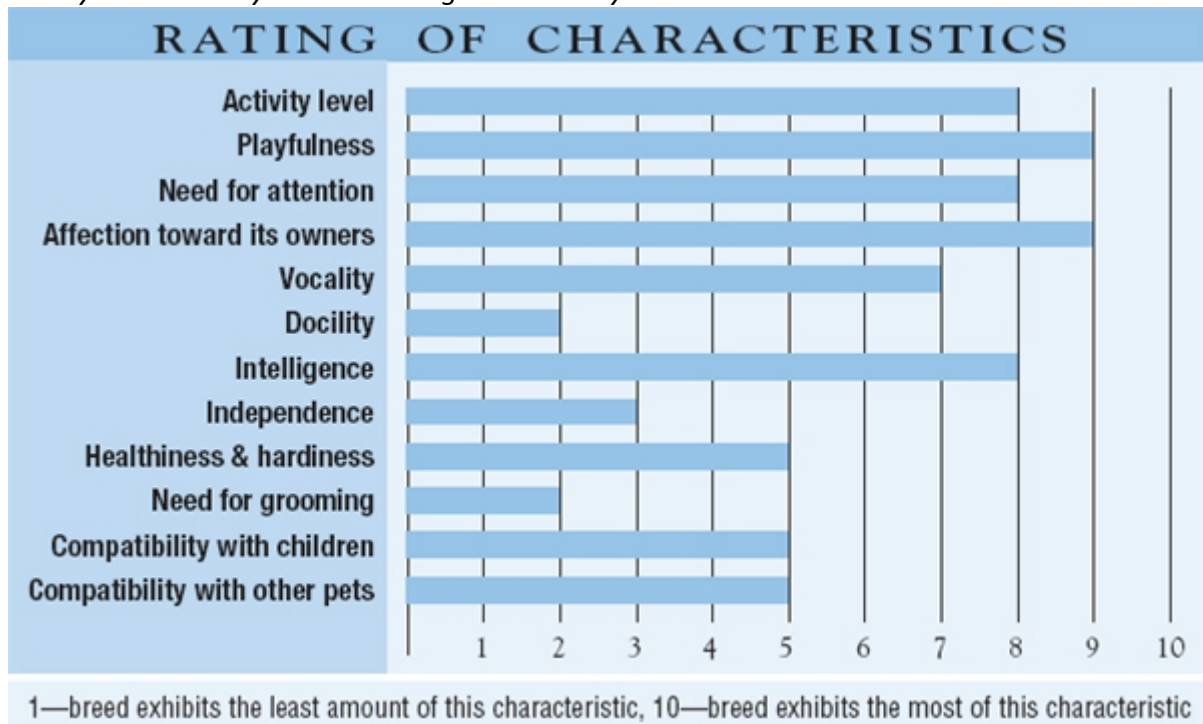 RATING OF CHARACTERISTICS
Activity level
Playfulness
Need for attention
Affection toward its owners
Vocality
Docility
Intelligence
Independence
Healthiness & hardiness
Need for grooming
Compatibility with children
Compatibility with other pets
1 2 3 4 5 6 7 8 9 10
1—breed exhibits the least amount of this characteristic, 10—breed exhibits the most of this characteristic